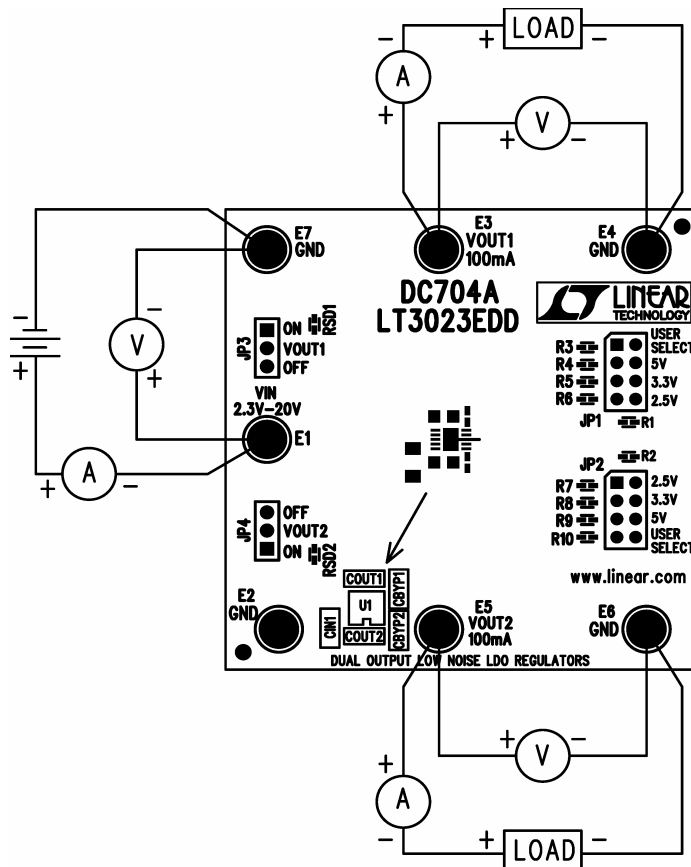 - + LOAD -
A
+
+ V -
E7
GND
E3
VOUT1
100mA
E4
GND
DC704A
LT3023EDD
LINEAR
TECHNOLOGY
-
+
-
V
+
JP3
ON
VOUT1
OFF
RSD1
VIN
2.3V-20V
E1
+ A -
R3
R4
R5
R6
USER
SELECT
5V
3.3V
2.5V
JP1
R1
JP2
R2
R7
R8
R9
R10
2.5V
3.3V
5V
USER
SELECT
JP4
OFF
VOUT2
ON
RSD2
www.linear.com
COUT1
U1
COUT2
CBYP1
CBYP2
CIN1
E2
GND
E5
VOUT2
100mA
E6
GND
DUAL OUTPUT LOW NOISE LDO REGULATORS
+ V -
+
A
- + LOAD -